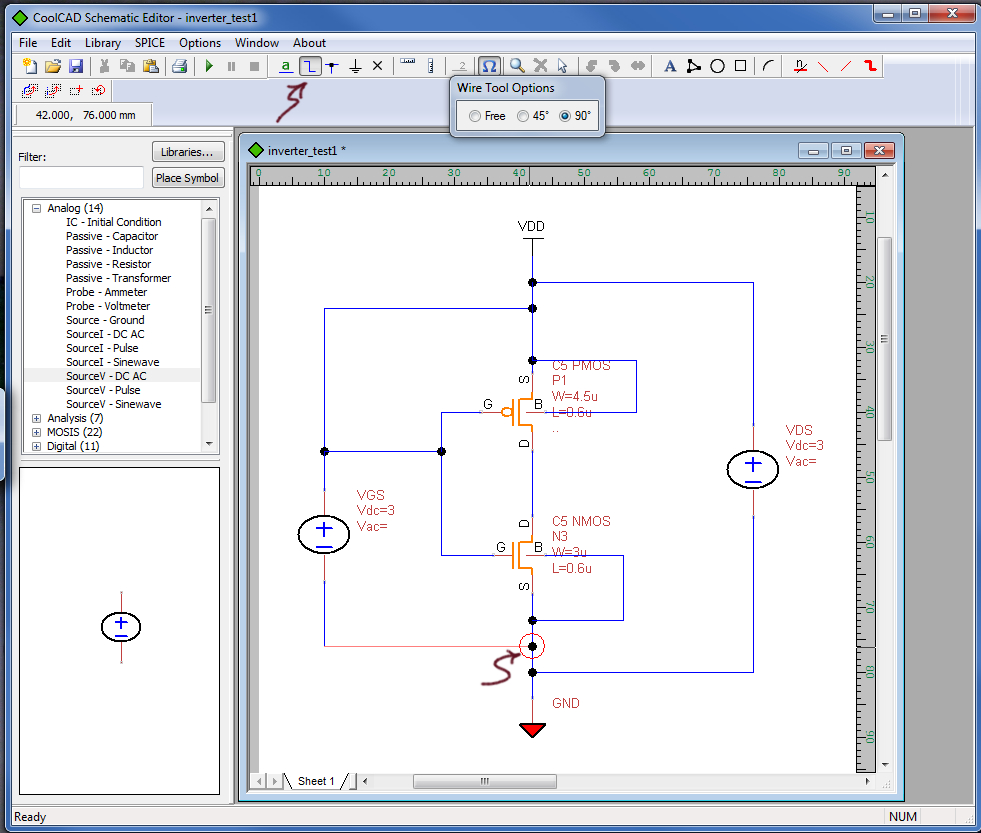 CoolCAD Schematic Editor - inverter_test1
File Edit Library SPICE Options Window About
a 2 Ω A n
42.000, 76.000 mm
Wire Tool Options
Free 45° 90°
Filter:
Libraries...
Place Symbol
Analog (14)
IC - Initial Condition
Passive - Capacitor
Passive - Inductor
Passive - Resistor
Passive - Transformer
Probe - Ammeter
Probe - Voltmeter
Source - Ground
SourceI - DC AC
SourceI - Pulse
SourceI - Sinewave
SourceV - DC AC
SourceV - Pulse
SourceV - Sinewave
Analysis (7)
MOSIS (22)
Digital (11)
inverter_test1 *
0 10 20 30 40 50 60 70 80 90
10
20
30
40
50
60
70
80
90
VDD
S
C5 PMOS
P1
W=4.5u
L=0.6u
..
G
B
D
VGS
Vdc=3
Vac=
VDS
Vdc=3
Vac=
D
C5 NMOS
N3
W=3u
L=0.6u
G
B
S
GND
5
5
Sheet 1
Ready
NUM